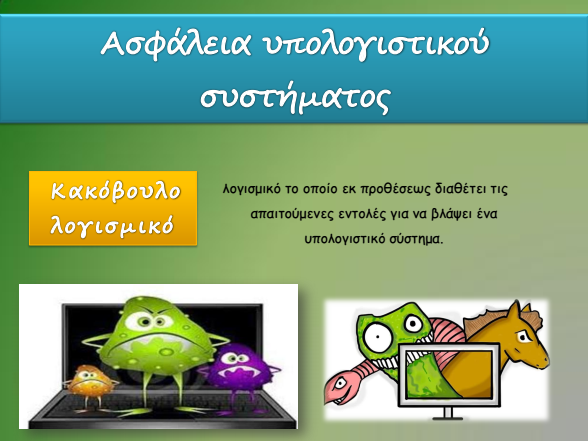 Ασφάλεια υπολογιστικού
συστήματος
Κακόβουλο
λογισμικό
λογισμικό το οποίο εκ προθέσεως διαθέτει τις
απαιτούμενες εντολές για να βλάψει ένα
υπολογιστικό σύστημα.